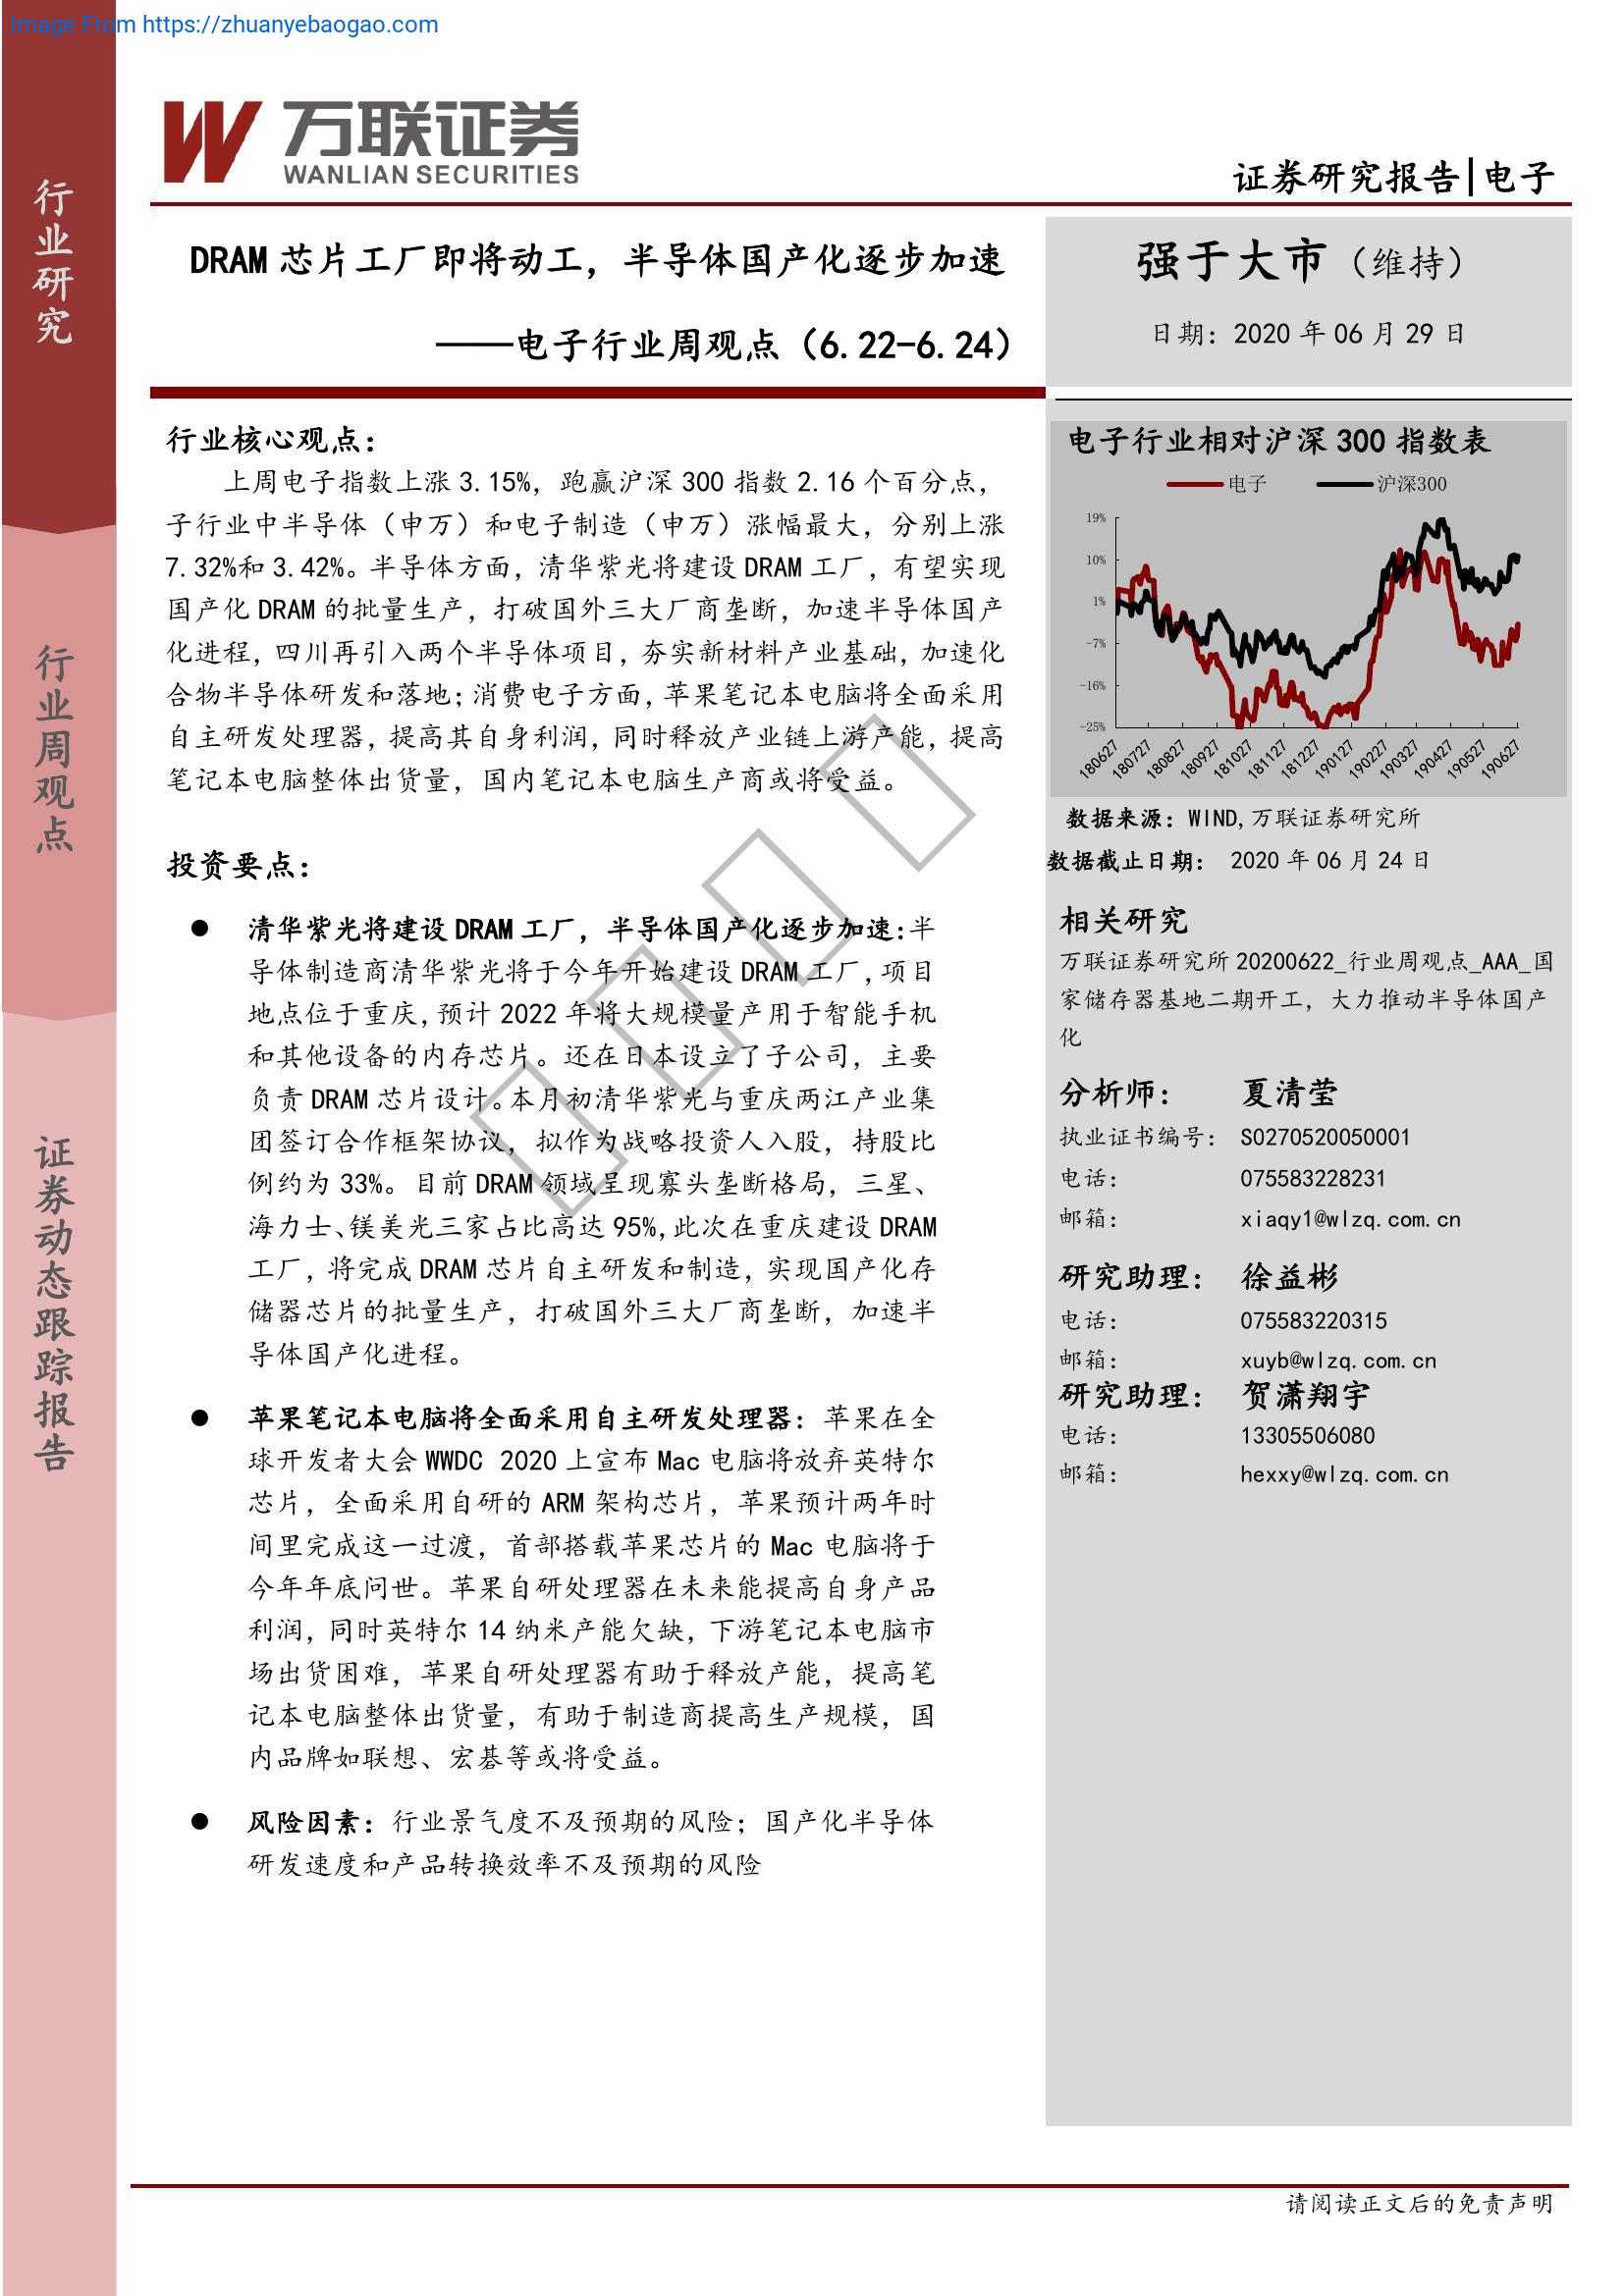 Image From https://zhuanyebaogao.com
万联证券
WANLIAN SECURITIES
证券研究报告|电子
行业研究
行业周观点
证券动态跟踪报告
DRAM 芯片工厂即将动工，半导体国产化逐步加速
——电子行业周观点（6.22-6.24）
强于大市（维持）
日期：2020 年 06 月 29 日
行业核心观点：
上周电子指数上涨 3.15%，跑赢沪深 300 指数 2.16 个百分点，
子行业中半导体（申万）和电子制造（申万）涨幅最大，分别上涨
7.32%和 3.42%。半导体方面，清华紫光将建设 DRAM 工厂，有望实现
国产化 DRAM 的批量生产，打破国外三大厂商垄断，加速半导体国产
化进程，四川再引入两个半导体项目，夯实新材料产业基础，加速化
合物半导体研发和落地；消费电子方面，苹果笔记本电脑将全面采用
自主研发处理器，提高其自身利润，同时释放产业链上游产能，提高
笔记本电脑整体出货量，国内笔记本电脑生产商或将受益。
投资要点：
● 清华紫光将建设 DRAM 工厂，半导体国产化逐步加速：半
导体制造商清华紫光将于今年开始建设 DRAM 工厂，项目
地点位于重庆，预计 2022 年将大规模量产用于智能手机
和其他设备的内存芯片。还在日本设立了子公司，主要
负责 DRAM 芯片设计。本月初清华紫光与重庆两江产业集
团签订合作框架协议，拟作为战略投资人入股，持股比
例约为 33%。目前 DRAM 领域呈现寡头垄断格局，三星、
海力士、镁美光三家占比高达 95%，此次在重庆建设 DRAM
工厂，将完成 DRAM 芯片自主研发和制造，实现国产化存
储器芯片的批量生产，打破国外三大厂商垄断，加速半
导体国产化进程。
● 苹果笔记本电脑将全面采用自主研发处理器：苹果在全
球开发者大会 WWDC 2020 上宣布 Mac 电脑将放弃英特尔
芯片，全面采用自研的 ARM 架构芯片，苹果预计两年时
间里完成这一过渡，首部搭载苹果芯片的 Mac 电脑将于
今年年底问世。苹果自研处理器在未来能提高自身产品
利润，同时英特尔 14 纳米产能欠缺，下游笔记本电脑市
场出货困难，苹果自研处理器有助于释放产能，提高笔
记本电脑整体出货量，有助于制造商提高生产规模，国
内品牌如联想、宏碁等或将受益。
● 风险因素：行业景气度不及预期的风险；国产化半导体
研发速度和产品转换效率不及预期的风险
电子行业相对沪深 300 指数表
电子 沪深300
19%
10%
1%
-7%
-16%
-25%
180627 180727 180827 180927 181027 181127 181227 190127 190227 190327 190427 190527 190627
数据来源：WIND,万联证券研究所
数据截止日期： 2020 年 06 月 24 日
相关研究
万联证券研究所 20200622_行业周观点_AAA_国
家储存器基地二期开工，大力推动半导体国产
化
分析师： 夏清莹
执业证书编号： S0270520050001
电话： 075583228231
邮箱： xiaqy1@wlzq.com.cn
研究助理： 徐益彬
电话： 075583220315
邮箱： xuyb@wlzq.com.cn
研究助理： 贺潇翔宇
电话： 13305506080
邮箱： hexxy@wlzq.com.cn
请阅读正文后的免责声明